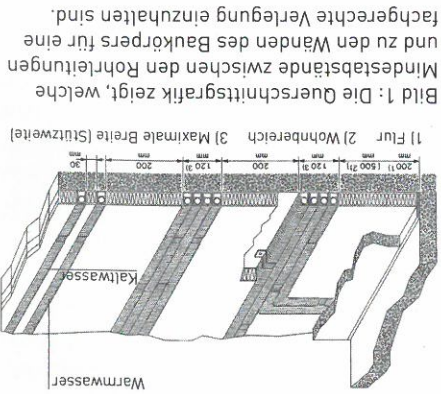 Warmwasser
Kaltwasser
200 1) (500 2)) 120 3) 200 120 3) 200 30
mm mm mm mm mm mm
1) Flur 2) Wohnbereich 3) Maximale Breite (Stützweite)
Bild 1: Die Querschnittsgrafik zeigt, welche
Mindestabstände zwischen den Rohrleitungen
und zu den Wänden des Baukörpers für eine
fachgerechte Verlegung einzuhalten sind.